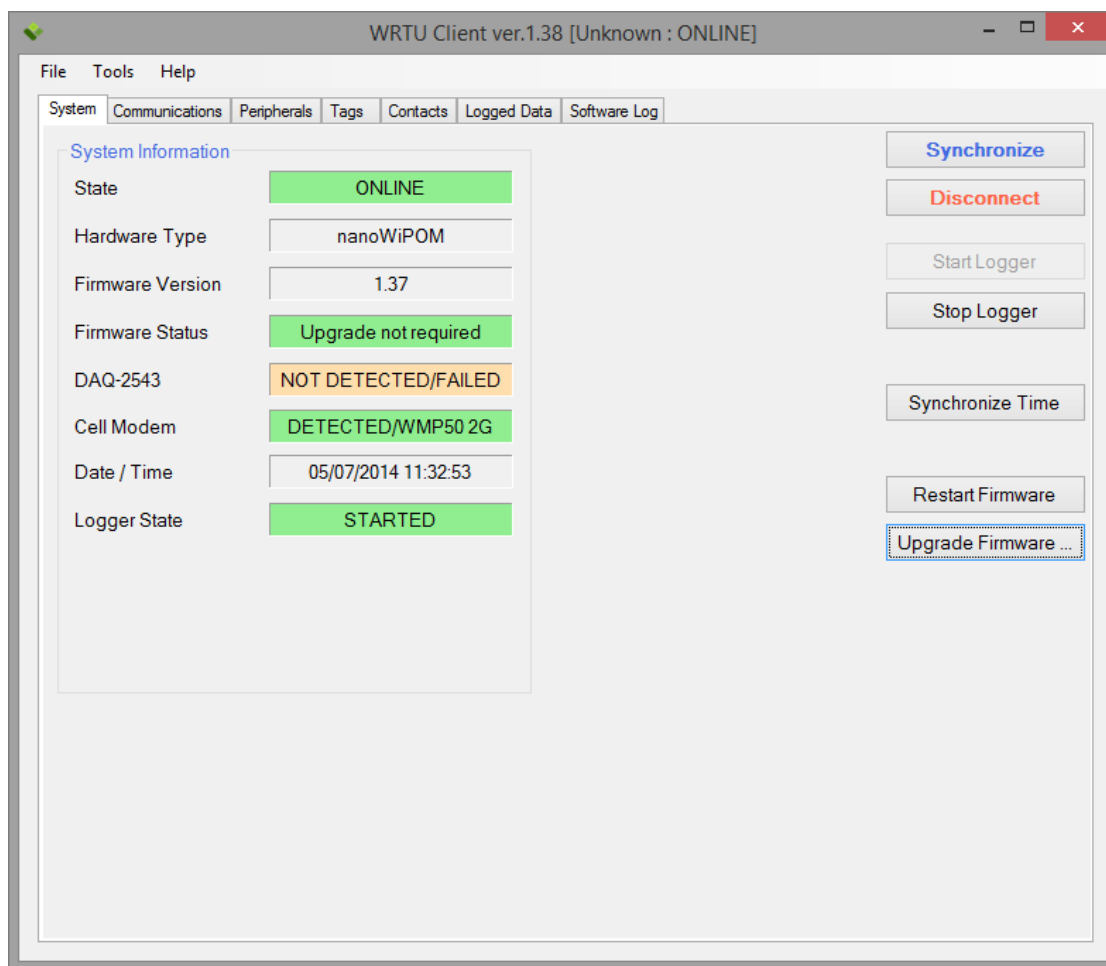 WRTU Client ver.1.38 [Unknown : ONLINE]
File Tools Help
System Communications Peripherals Tags Contacts Logged Data Software Log
System Information
State ONLINE
Hardware Type nanoWiPOM
Firmware Version 1.37
Firmware Status Upgrade not required
DAQ-2543 NOT DETECTED/FAILED
Cell Modem DETECTED/WMP50 2G
Date / Time 05/07/2014 11:32:53
Logger State STARTED
Synchronize
Disconnect
Start Logger
Stop Logger
Synchronize Time
Restart Firmware
Upgrade Firmware ...